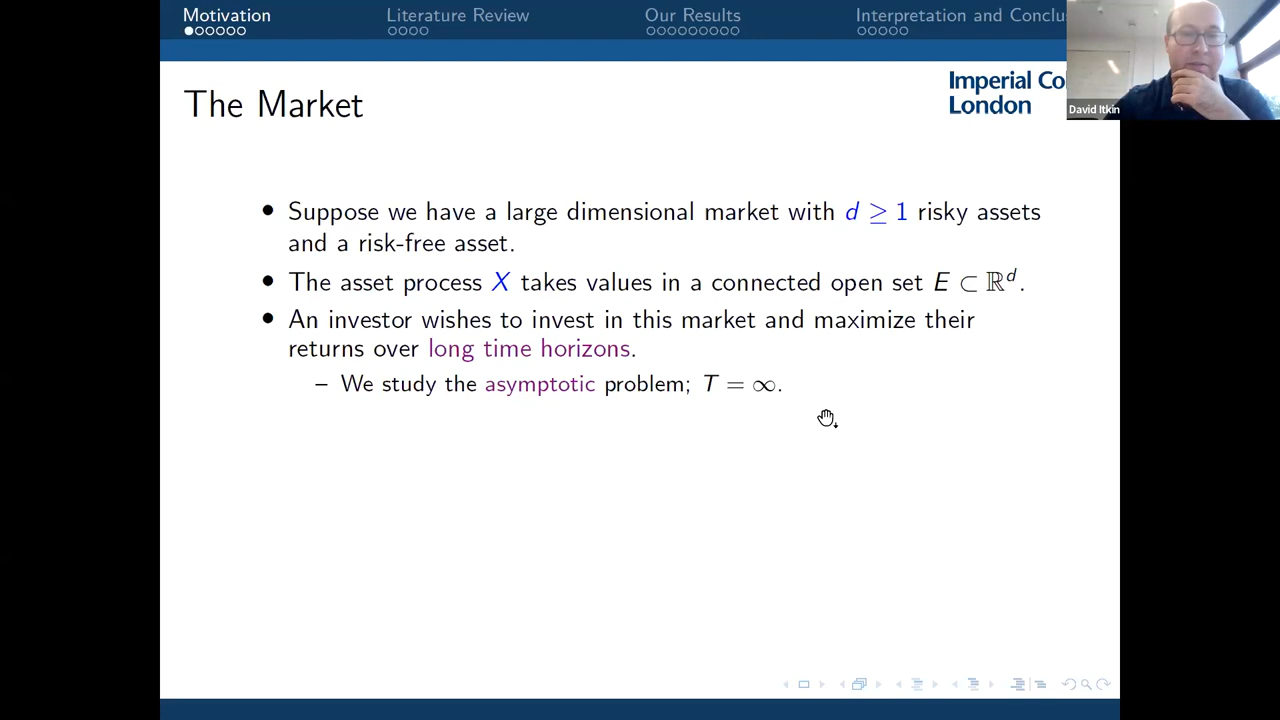 Motivation
Literature Review
Our Results
Interpretation and Conclus
The Market
Imperial Co
London
David Itkin
• Suppose we have a large dimensional market with d ≥ 1 risky assets
and a risk-free asset.
• The asset process X takes values in a connected open set E ⊂ ℝᵈ.
• An investor wishes to invest in this market and maximize their
returns over long time horizons.
– We study the asymptotic problem; T = ∞.